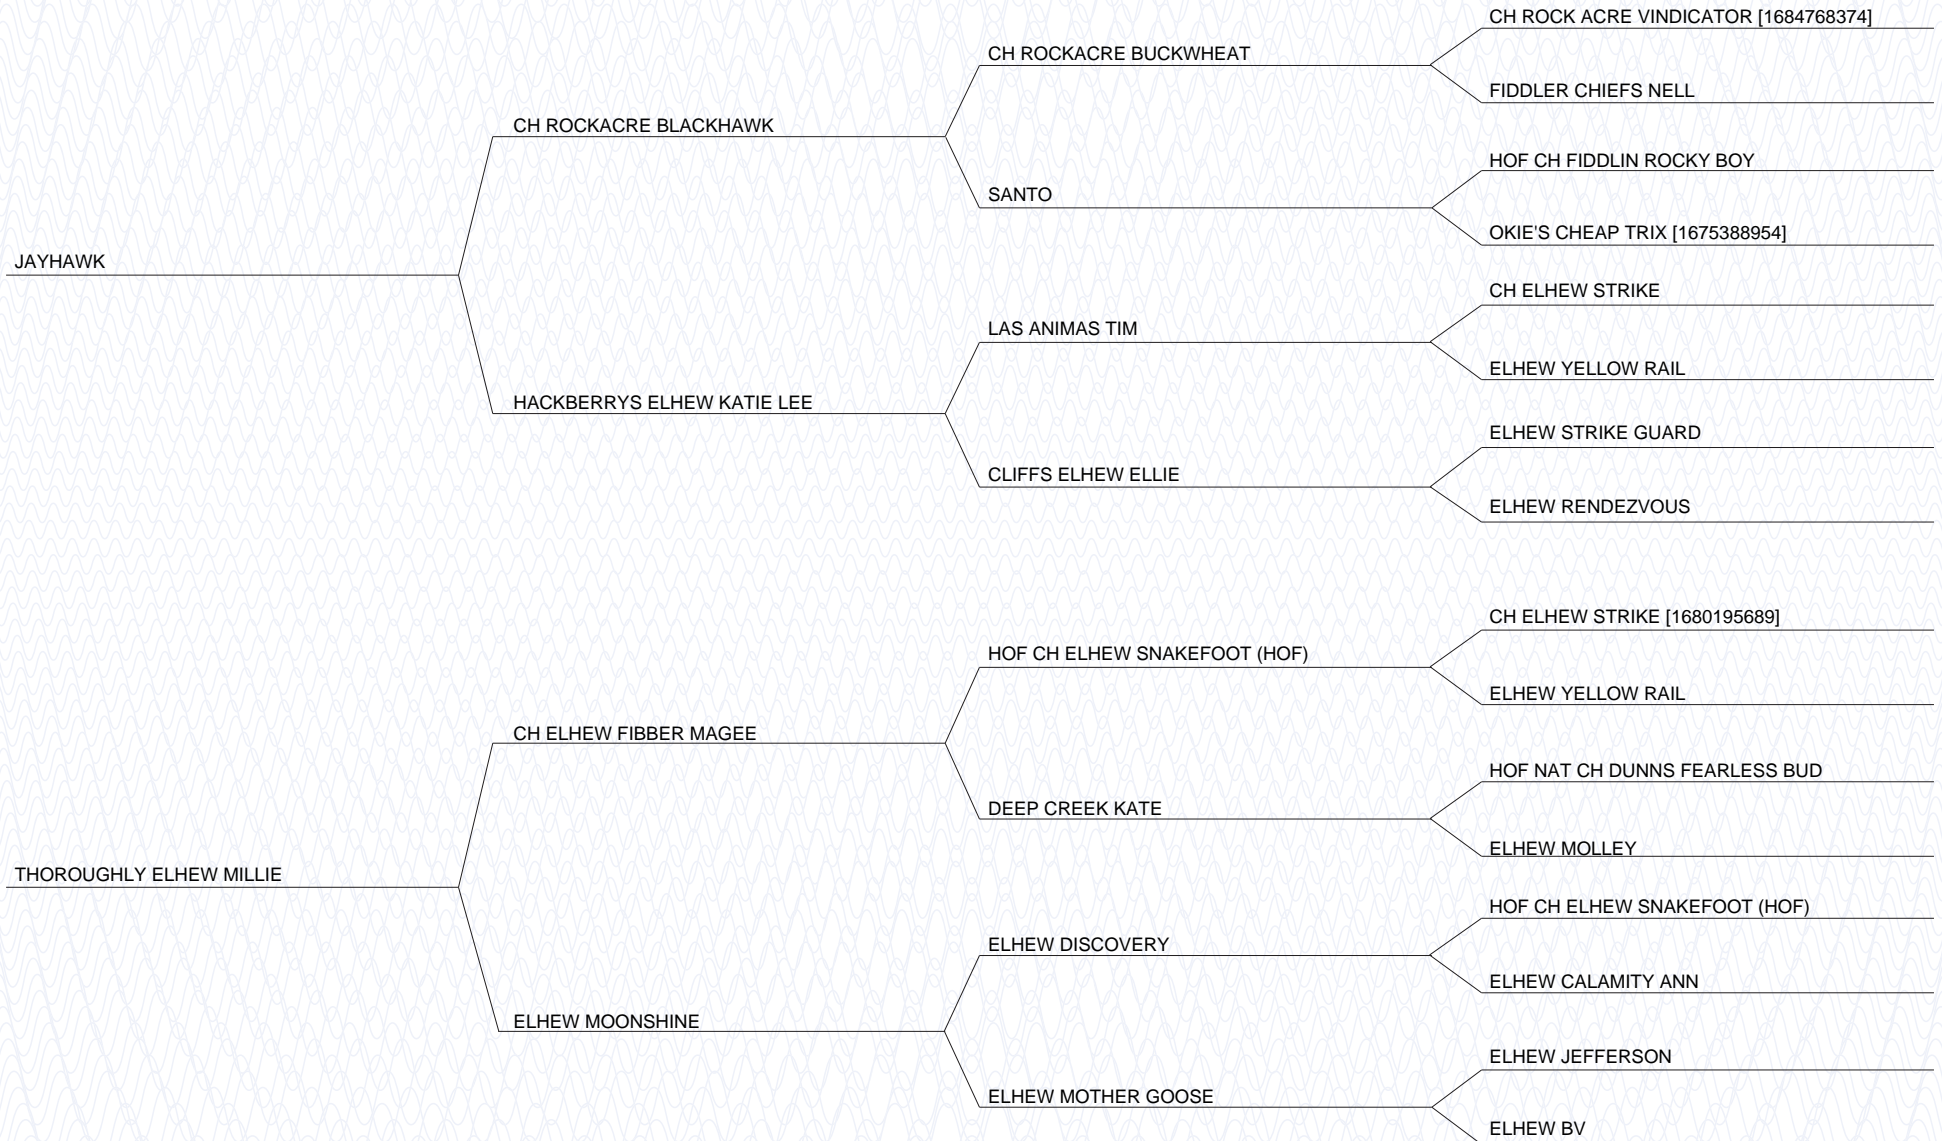 CH ROCK ACRE VINDICATOR [1684768374]
CH ROCKACRE BUCKWHEAT
FIDDLER CHIEFS NELL
CH ROCKACRE BLACKHAWK
HOF CH FIDDLIN ROCKY BOY
SANTO
OKIE'S CHEAP TRIX [1675388954]
JAYHAWK
CH ELHEW STRIKE
LAS ANIMAS TIM
ELHEW YELLOW RAIL
HACKBERRYS ELHEW KATIE LEE
ELHEW STRIKE GUARD
CLIFFS ELHEW ELLIE
ELHEW RENDEZVOUS
CH ELHEW STRIKE [1680195689]
HOF CH ELHEW SNAKEFOOT (HOF)
ELHEW YELLOW RAIL
CH ELHEW FIBBER MAGEE
HOF NAT CH DUNNS FEARLESS BUD
DEEP CREEK KATE
ELHEW MOLLEY
THOROUGHLY ELHEW MILLIE
HOF CH ELHEW SNAKEFOOT (HOF)
ELHEW DISCOVERY
ELHEW CALAMITY ANN
ELHEW MOONSHINE
ELHEW JEFFERSON
ELHEW MOTHER GOOSE
ELHEW BV